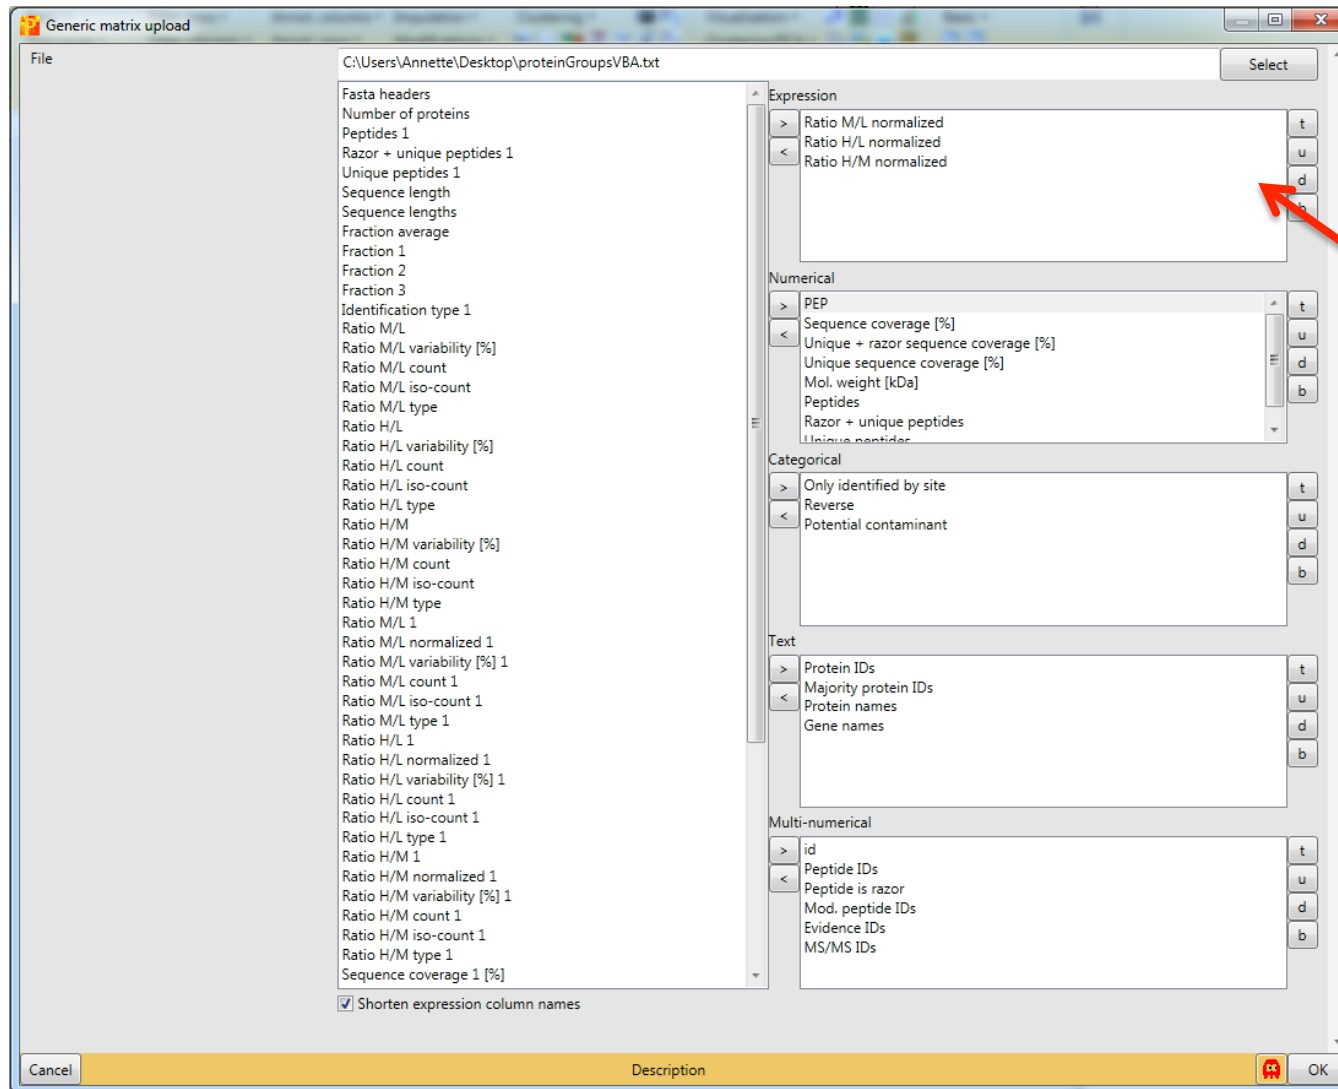 Generic matrix upload
File
C:\Users\Annette\Desktop\proteinGroupsVBA.txt
Select
Fasta headers
Number of proteins
Peptides 1
Razor + unique peptides 1
Unique peptides 1
Sequence length
Sequence lengths
Fraction average
Fraction 1
Fraction 2
Fraction 3
Identification type 1
Ratio M/L
Ratio M/L variability [%]
Ratio M/L count
Ratio M/L iso-count
Ratio M/L type
Ratio H/L
Ratio H/L variability [%]
Ratio H/L count
Ratio H/L iso-count
Ratio H/L type
Ratio H/M
Ratio H/M variability [%]
Ratio H/M count
Ratio H/M iso-count
Ratio H/M type
Ratio M/L 1
Ratio M/L normalized 1
Ratio M/L variability [%] 1
Ratio M/L count 1
Ratio M/L iso-count 1
Ratio M/L type 1
Ratio H/L 1
Ratio H/L normalized 1
Ratio H/L variability [%] 1
Ratio H/L count 1
Ratio H/L iso-count 1
Ratio H/L type 1
Ratio H/M 1
Ratio H/M normalized 1
Ratio H/M variability [%] 1
Ratio H/M count 1
Ratio H/M iso-count 1
Ratio H/M type 1
Sequence coverage 1 [%]
Shorten expression column names
Expression
>
<
Ratio M/L normalized
Ratio H/L normalized
Ratio H/M normalized
t
u
d
b
Numerical
>
<
PEP
Sequence coverage [%]
Unique + razor sequence coverage [%]
Unique sequence coverage [%]
Mol. weight [kDa]
Peptides
Razor + unique peptides
Unique peptides
t
u
d
b
Categorical
>
<
Only identified by site
Reverse
Potential contaminant
t
u
d
b
Text
>
<
Protein IDs
Majority protein IDs
Protein names
Gene names
t
u
d
b
Multi-numerical
>
<
id
Peptide IDs
Peptide is razor
Mod. peptide IDs
Evidence IDs
MS/MS IDs
t
u
d
b
Cancel
Description
OK